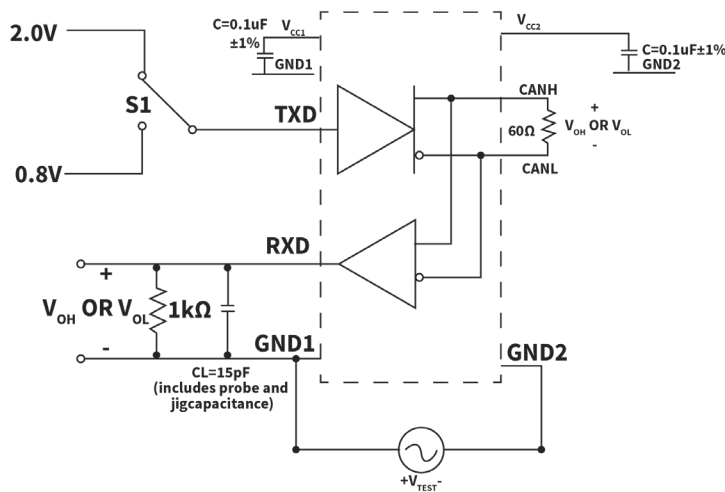 2.0V
C=0.1uF
±1%
VCC1
GND1
VCC2
C=0.1uF±1%
GND2
S1
TXD
CANH
60Ω
+
VOH OR VOL
-
CANL
0.8V
RXD
+
VOH OR VOL
1kΩ
-
GND1
GND2
CL=15pF
(includes probe and
jigcapacitance)
+VTEST-